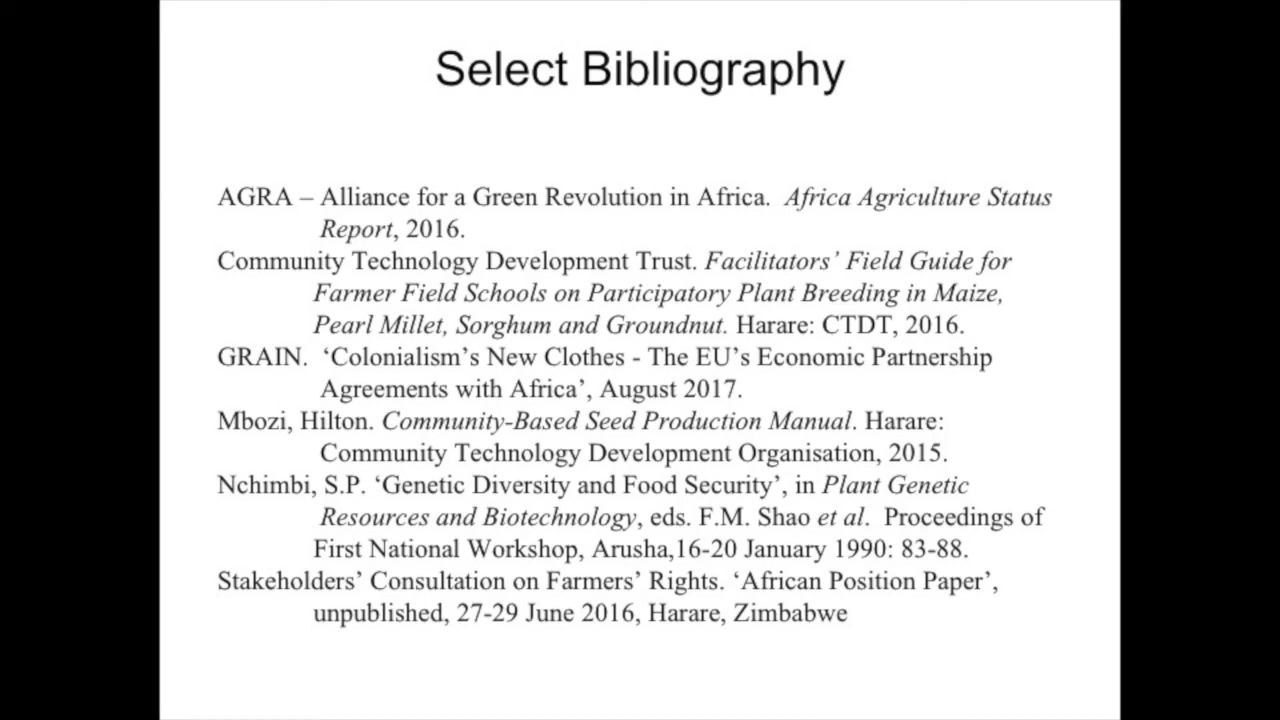 Select Bibliography
AGRA – Alliance for a Green Revolution in Africa.  Africa Agriculture Status
Report, 2016.
Community Technology Development Trust. Facilitators’ Field Guide for
Farmer Field Schools on Participatory Plant Breeding in Maize,
Pearl Millet, Sorghum and Groundnut. Harare: CTDT, 2016.
GRAIN.  ‘Colonialism’s New Clothes - The EU’s Economic Partnership
Agreements with Africa’, August 2017.
Mbozi, Hilton. Community-Based Seed Production Manual. Harare:
Community Technology Development Organisation, 2015.
Nchimbi, S.P. ‘Genetic Diversity and Food Security’, in Plant Genetic
Resources and Biotechnology, eds. F.M. Shao et al.  Proceedings of
First National Workshop, Arusha,16-20 January 1990: 83-88.
Stakeholders’ Consultation on Farmers’ Rights. ‘African Position Paper’,
unpublished, 27-29 June 2016, Harare, Zimbabwe